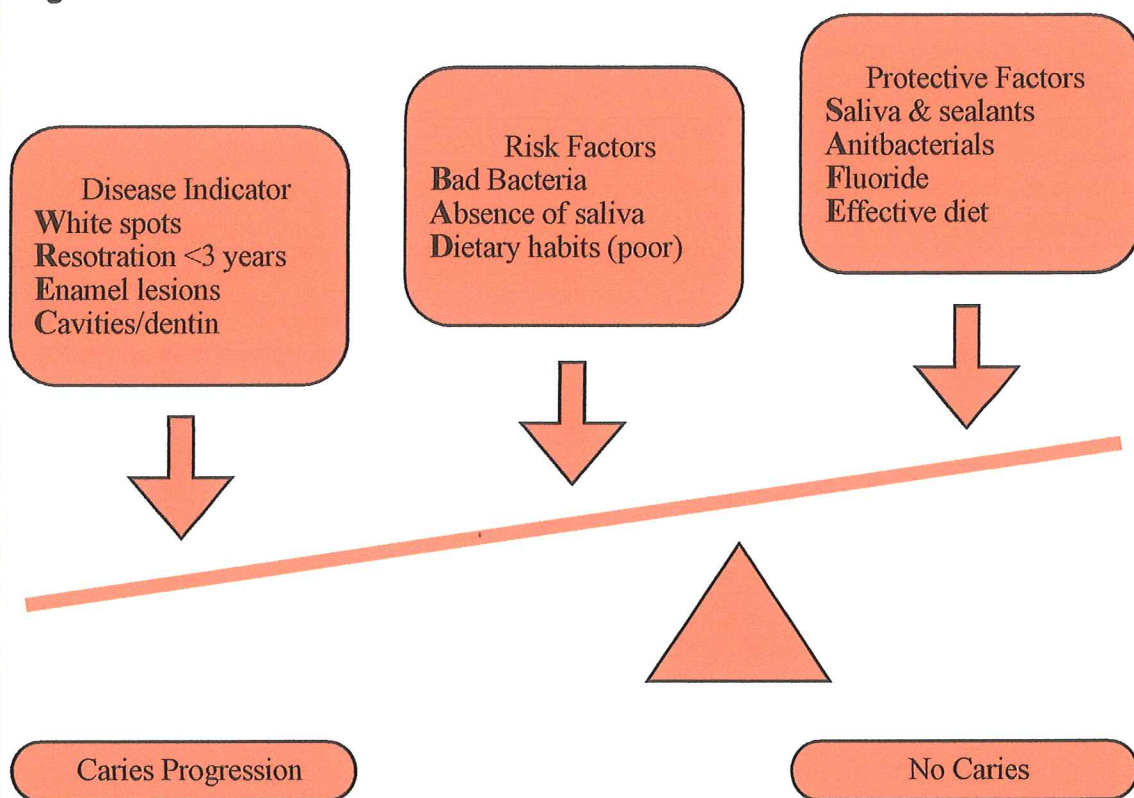 Disease Indicator
White spots
Resotration <3 years
Enamel lesions
Cavities/dentin
Risk Factors
Bad Bacteria
Absence of saliva
Dietary habits (poor)
Protective Factors
Saliva & sealants
Anitbacterials
Fluoride
Effective diet
Caries Progression
No Caries